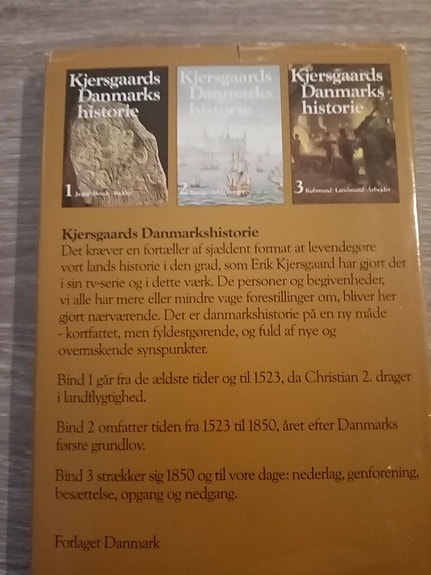 Kjersgaards
Danmarks
historie
1
Kjersgaards
Danmarks
historie
2
Kjersgaards
Danmarks
historie
3 Købmand · Landmand · Arbejder
Kjersgaards Danmarkshistorie
Det kræver en fortæller af sjældent format at levendegøre
vort lands historie i den grad, som Erik Kjersgaard har gjort det
i sin tv-serie og i dette værk. De personer og begivenheder,
vi alle har mere eller mindre vage forestillinger om, bliver her
gjort nærværende. Det er danmarkshistorie på en ny måde
- kortfattet, men fyldestgørende, og fuld af nye og
overraskende synspunkter.
Bind 1 går fra de ældste tider og til 1523, da Christian 2. drager
i landflygtighed.
Bind 2 omfatter tiden fra 1523 til 1850, året efter Danmarks
første grundlov.
Bind 3 strækker sig 1850 og til vore dage: nederlag, genforening,
besættelse, opgang og nedgang.
Forlaget Danmark